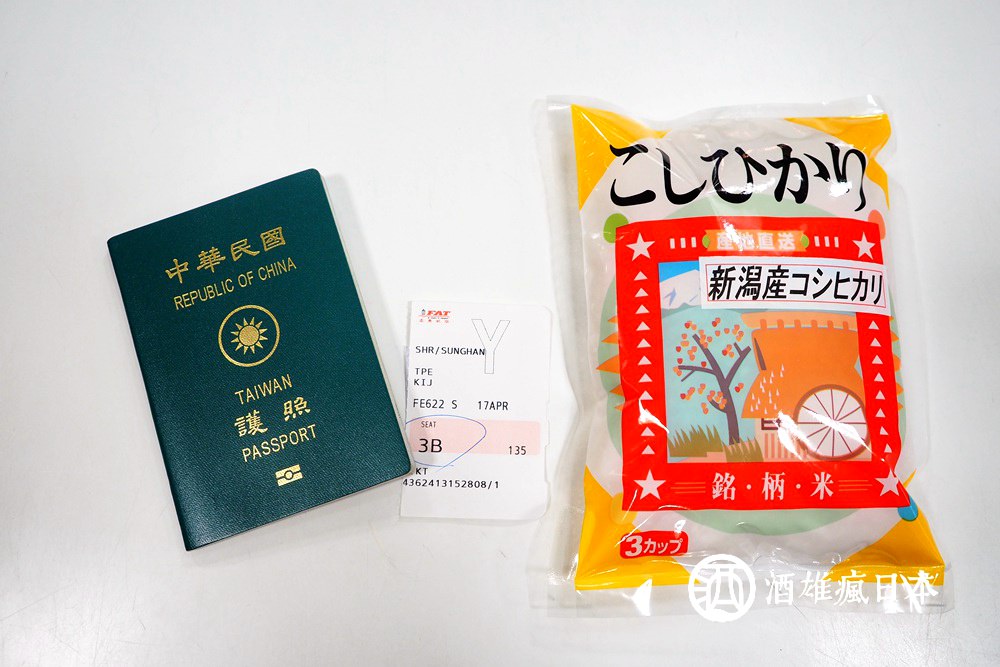 中華民國
REPUBLIC OF CHINA
TAIWAN
護照
PASSPORT
FAT
SHR/SUNGHAN
Y
TPE
KIJ
FE622 S 17APR
SEAT
3B 135
KT
4362413152808/1
こしひかり
産地直送
新潟産コシヒカリ
銘・柄・米
3カップ
酒雄瘋日本